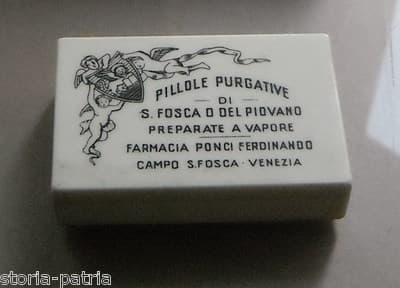 PILLOLE PURGATIVE
DI
S. FOSCA O DEL PIOVANO
PREPARATE A VAPORE
FARMACIA PONCI FERDINANDO
CAMPO S. FOSCA - VENEZIA
storia-patria